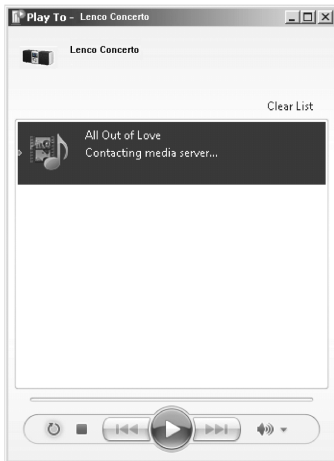 Play To - Lenco Concerto
Lenco Concerto
Clear List
All Out of Love
Contacting media server...